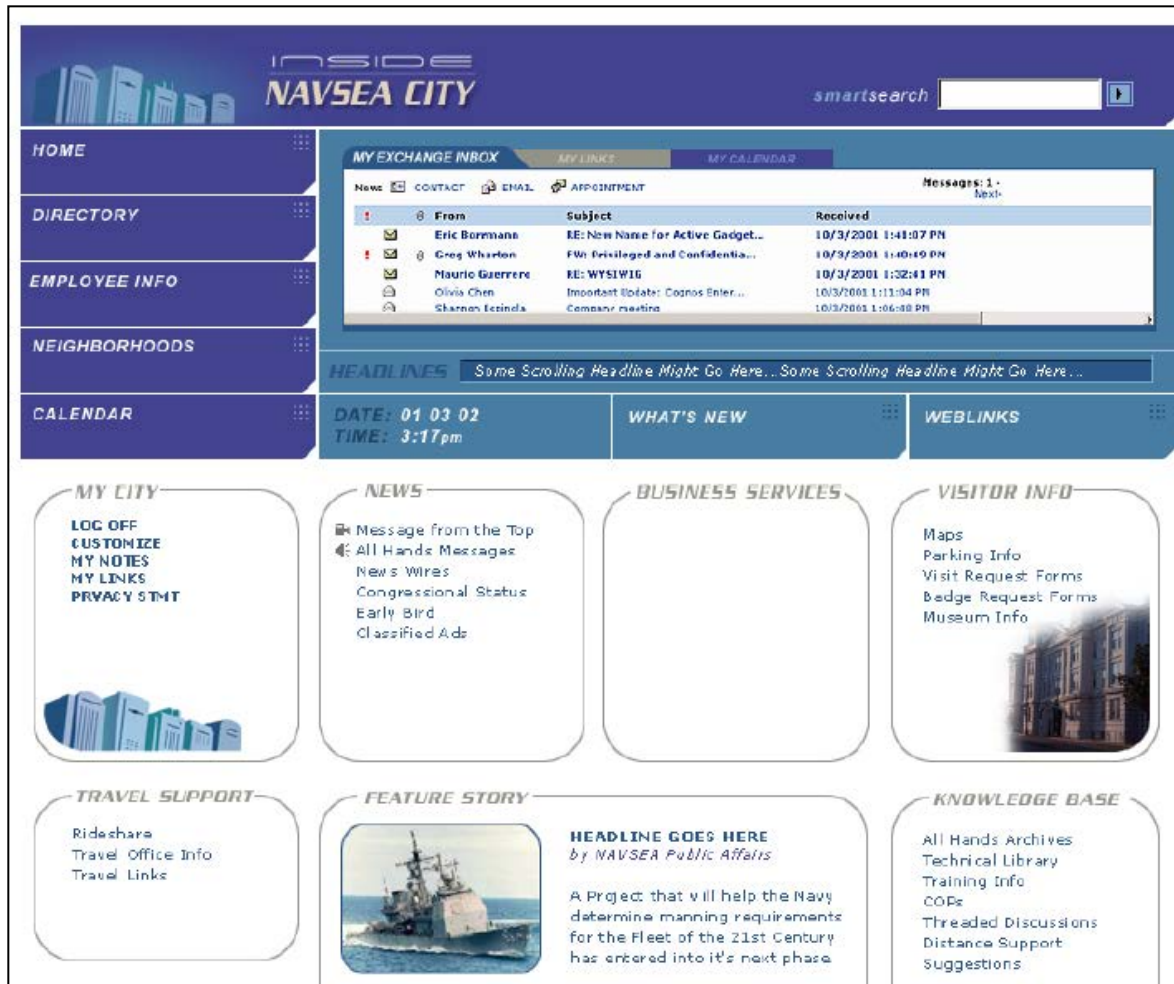 INSIDE
NAVSEA CITY
smartsearch
HOME
DIRECTORY
EMPLOYEE INFO
NEIGHBORHOODS
CALENDAR
MY EXCHANGE INBOX MY LINKS MY CALENDAR
New: CONTACT EMAIL APPOINTMENT
Messages: 1 -
Next
! From Subject Received
Eric Borrmann RE: New Name for Active Gadget... 10/3/2001 1:41:07 PM
! Greg Wharton FW: Privileged and Confidentia... 10/3/2001 1:40:49 PM
RE: WYSIWIG 10/3/2001 1:32:41 PM
Olivia Chen Important Update: Cognos Enter... 10/3/2001 1:11:04 PM
Sharron Company meeting 10/3/2001 1:06:48 PM
HEADLINES Some Scrolling Headline Might Go Here...Some Scrolling Headline Might Go Here...
DATE: 01 03 02
TIME: 3:17pm
WHAT'S NEW
WEBLINKS
MY CITY
LOG OFF
CUSTOMIZE
MY NOTES
MY LINKS
PRVACY STMT
NEWS
Message from the Top
All Hands Messages
News Wires
Congressional Status
Early Bird
Classified Ads
BUSINESS SERVICES
VISITOR INFO
Maps
Parking Info
Visit Request Forms
Badge Request Forms
Museum Info
TRAVEL SUPPORT
Rideshare
Travel Office Info
Travel Links
FEATURE STORY
HEADLINE GOES HERE
by NAVSEA Public Affairs
A Project that will help the Navy
determine manning requirements
for the Fleet of the 21st Century
has entered into it's next phase
KNOWLEDGE BASE
All Hands Archives
Technical Library
Training Info
COPs
Threaded Discussions
Distance Support
Suggestions